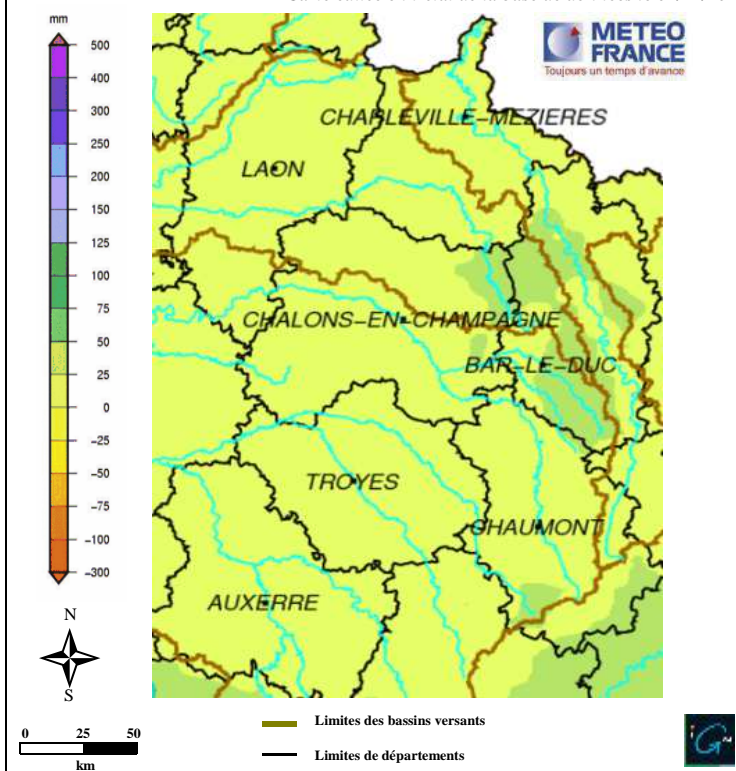 mm
METEO
FRANCE
Toujours un temps d'avance
500
400
300
250
200
150
125
100
75
50
25
0
-25
-50
-75
-100
-300
CHARLEVILLE-MEZIERES
LAON
CHALONS-EN-CHAMPAGNE
BAR-LE-DUC
TROYES
CHAUMONT
AUXERRE
N
S
0 25 50
km
Limites des bassins versants
Limites de départements